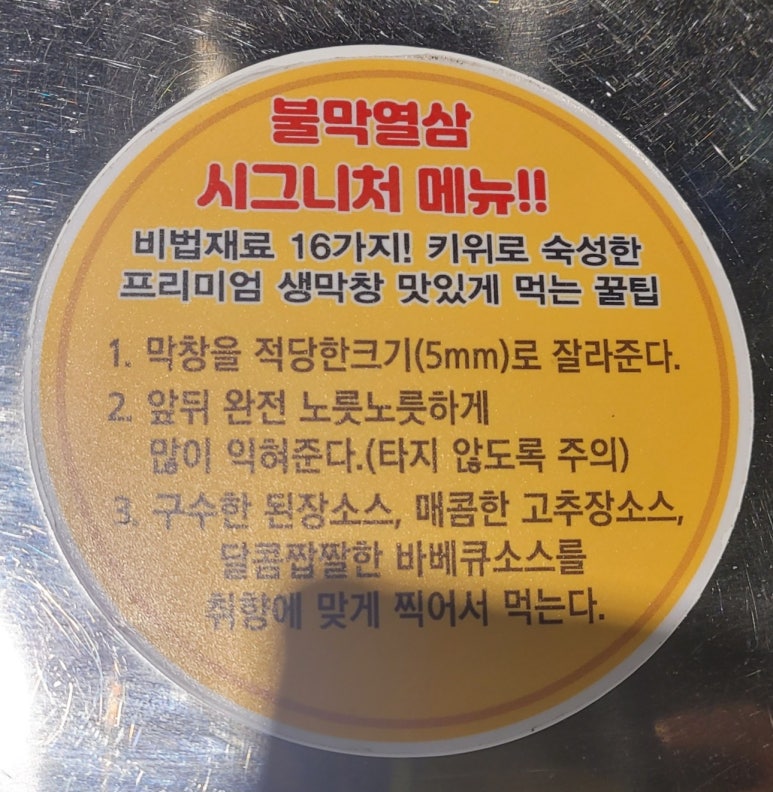 불막열삼
시그니처 메뉴!!
비법재료 16가지! 키위로 숙성한
프리미엄 생막창 맛있게 먹는 꿀팁
1. 막창을 적당한크기(5mm)로 잘라준다.
2. 앞뒤 완전 노릇노릇하게
많이 익혀준다.(타지 않도록 주의)
3. 구수한 된장소스, 매콤한 고추장소스,
달콤짭짤한 바베큐소스를
취향에 맞게 찍어서 먹는다.